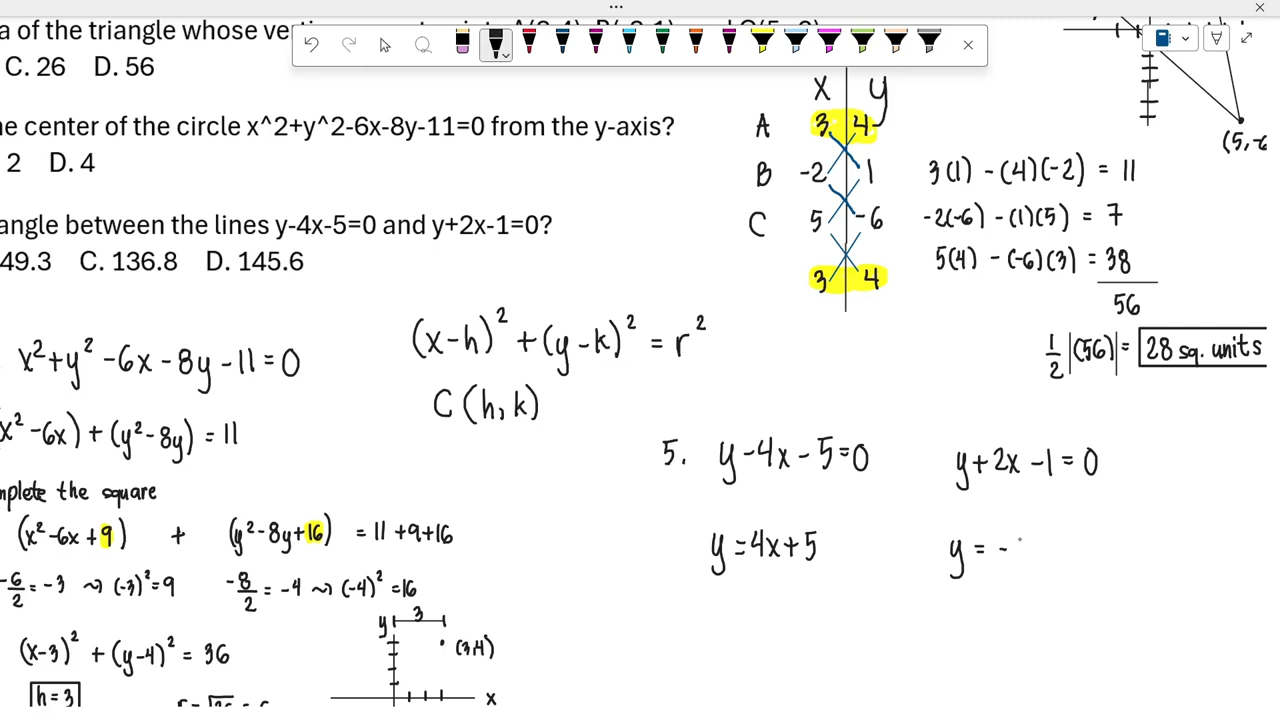 a of the triangle whose ve
C. 26 D. 56
he center of the circle x^2+y^2-6x-8y-11=0 from the y-axis?
2 D. 4
angle between the lines y-4x-5=0 and y+2x-1=0?
49.3 C. 136.8 D. 145.6
x y
A 3 4
B -2 1
C 5 -6
3 4
3(1) - (4)(-2) = 11
-2(-6) - (1)(5) = 7
5(4) - (-6)(3) = 38
56
1/2 |(56)| = 28 sq. units
(5,-6
x² + y² - 6x - 8y - 11 = 0
(x-h)² + (y-k)² = r²
C (h, k)
x² - 6x) + (y² - 8y) = 11
mplete the square
(x² - 6x + 9) + (y² - 8y + 16) = 11 + 9 + 16
-6/2 = -3 ~> (-3)² = 9 -8/2 = -4 ~> (-4)² = 16
(x-3)² + (y-4)² = 36
h = 3
y 3
(3,4)
x
5. y - 4x - 5 = 0 y + 2x - 1 = 0
y = 4x + 5 y = -